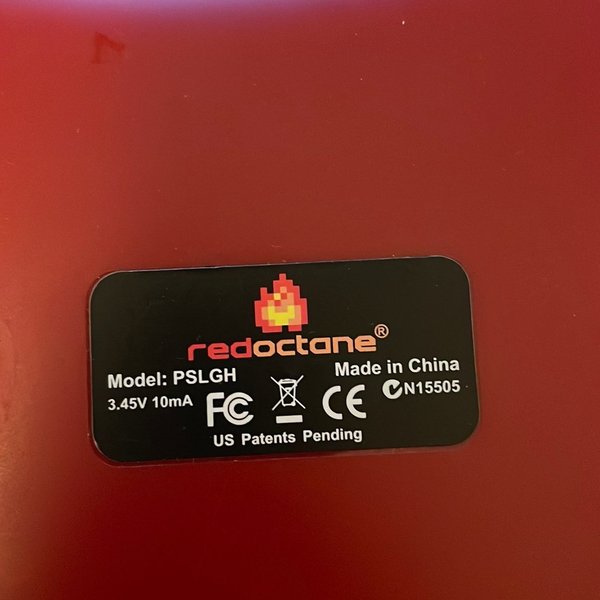 redoctane®
Model: PSLGH
Made in China
3.45V 10mA
FC
CE
N15505
US Patents Pending